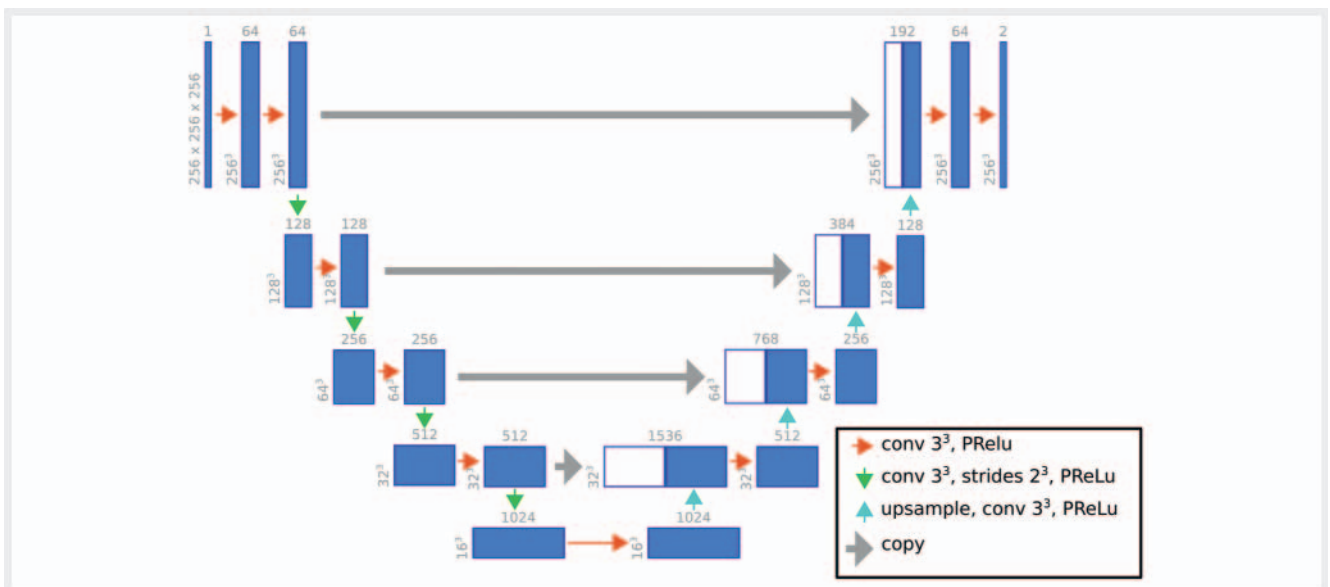 1 64 64 192 64 2
256 x 256 x 256 256³ 256³ 256³ 256³ 256³
128 128 384 128
128³ 128³ 128³ 128³
256 256 768 256
64³ 64³ 64³ 64³
512 512 1536 512
32³ 32³ 32³ 32³
1024 1024
16³ 16³
conv 3³, PRelu
conv 3³, strides 2³, PReLu
upsample, conv 3³, PReLu
copy